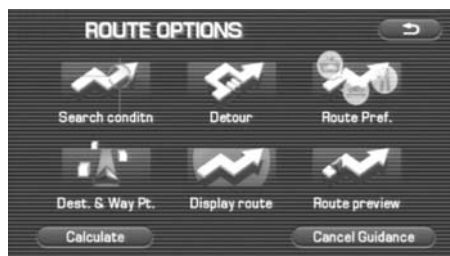 ROUTE OPTIONS
Search conditn Detour Route Pref.
Dest. & Way Pt. Display route Route preview
Calculate Cancel Guidance